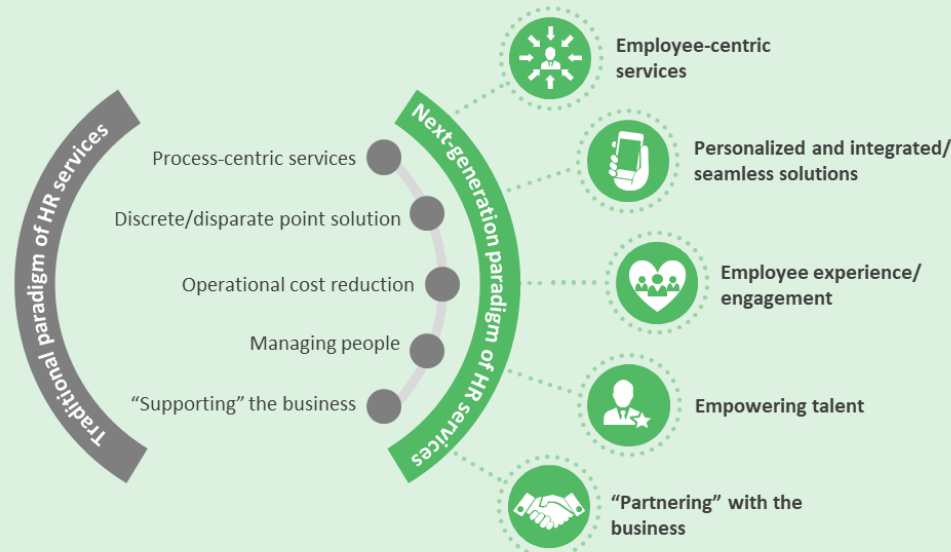 Traditional paradigm of HR services
Process-centric services
Discrete/disparate point solution
Operational cost reduction
Managing people
“Supporting” the business
Next-generation paradigm of HR services
Employee-centric
services
Personalized and integrated/
seamless solutions
Employee experience/
engagement
Empowering talent
“Partnering” with the
business